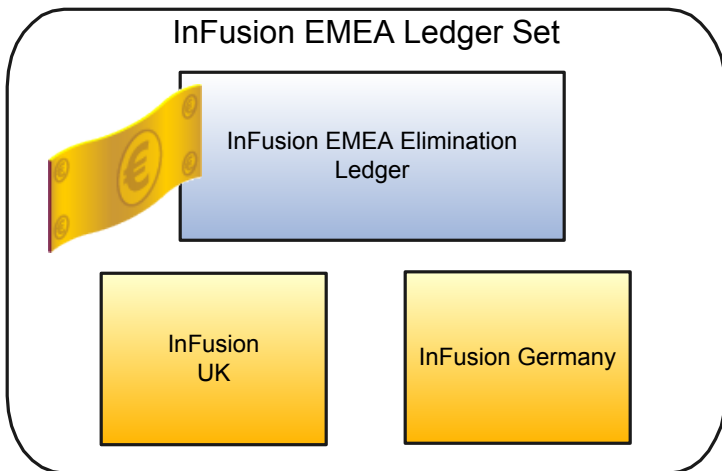 InFusion EMEA Ledger Set
InFusion EMEA Elimination
Ledger
€
InFusion
UK
InFusion Germany